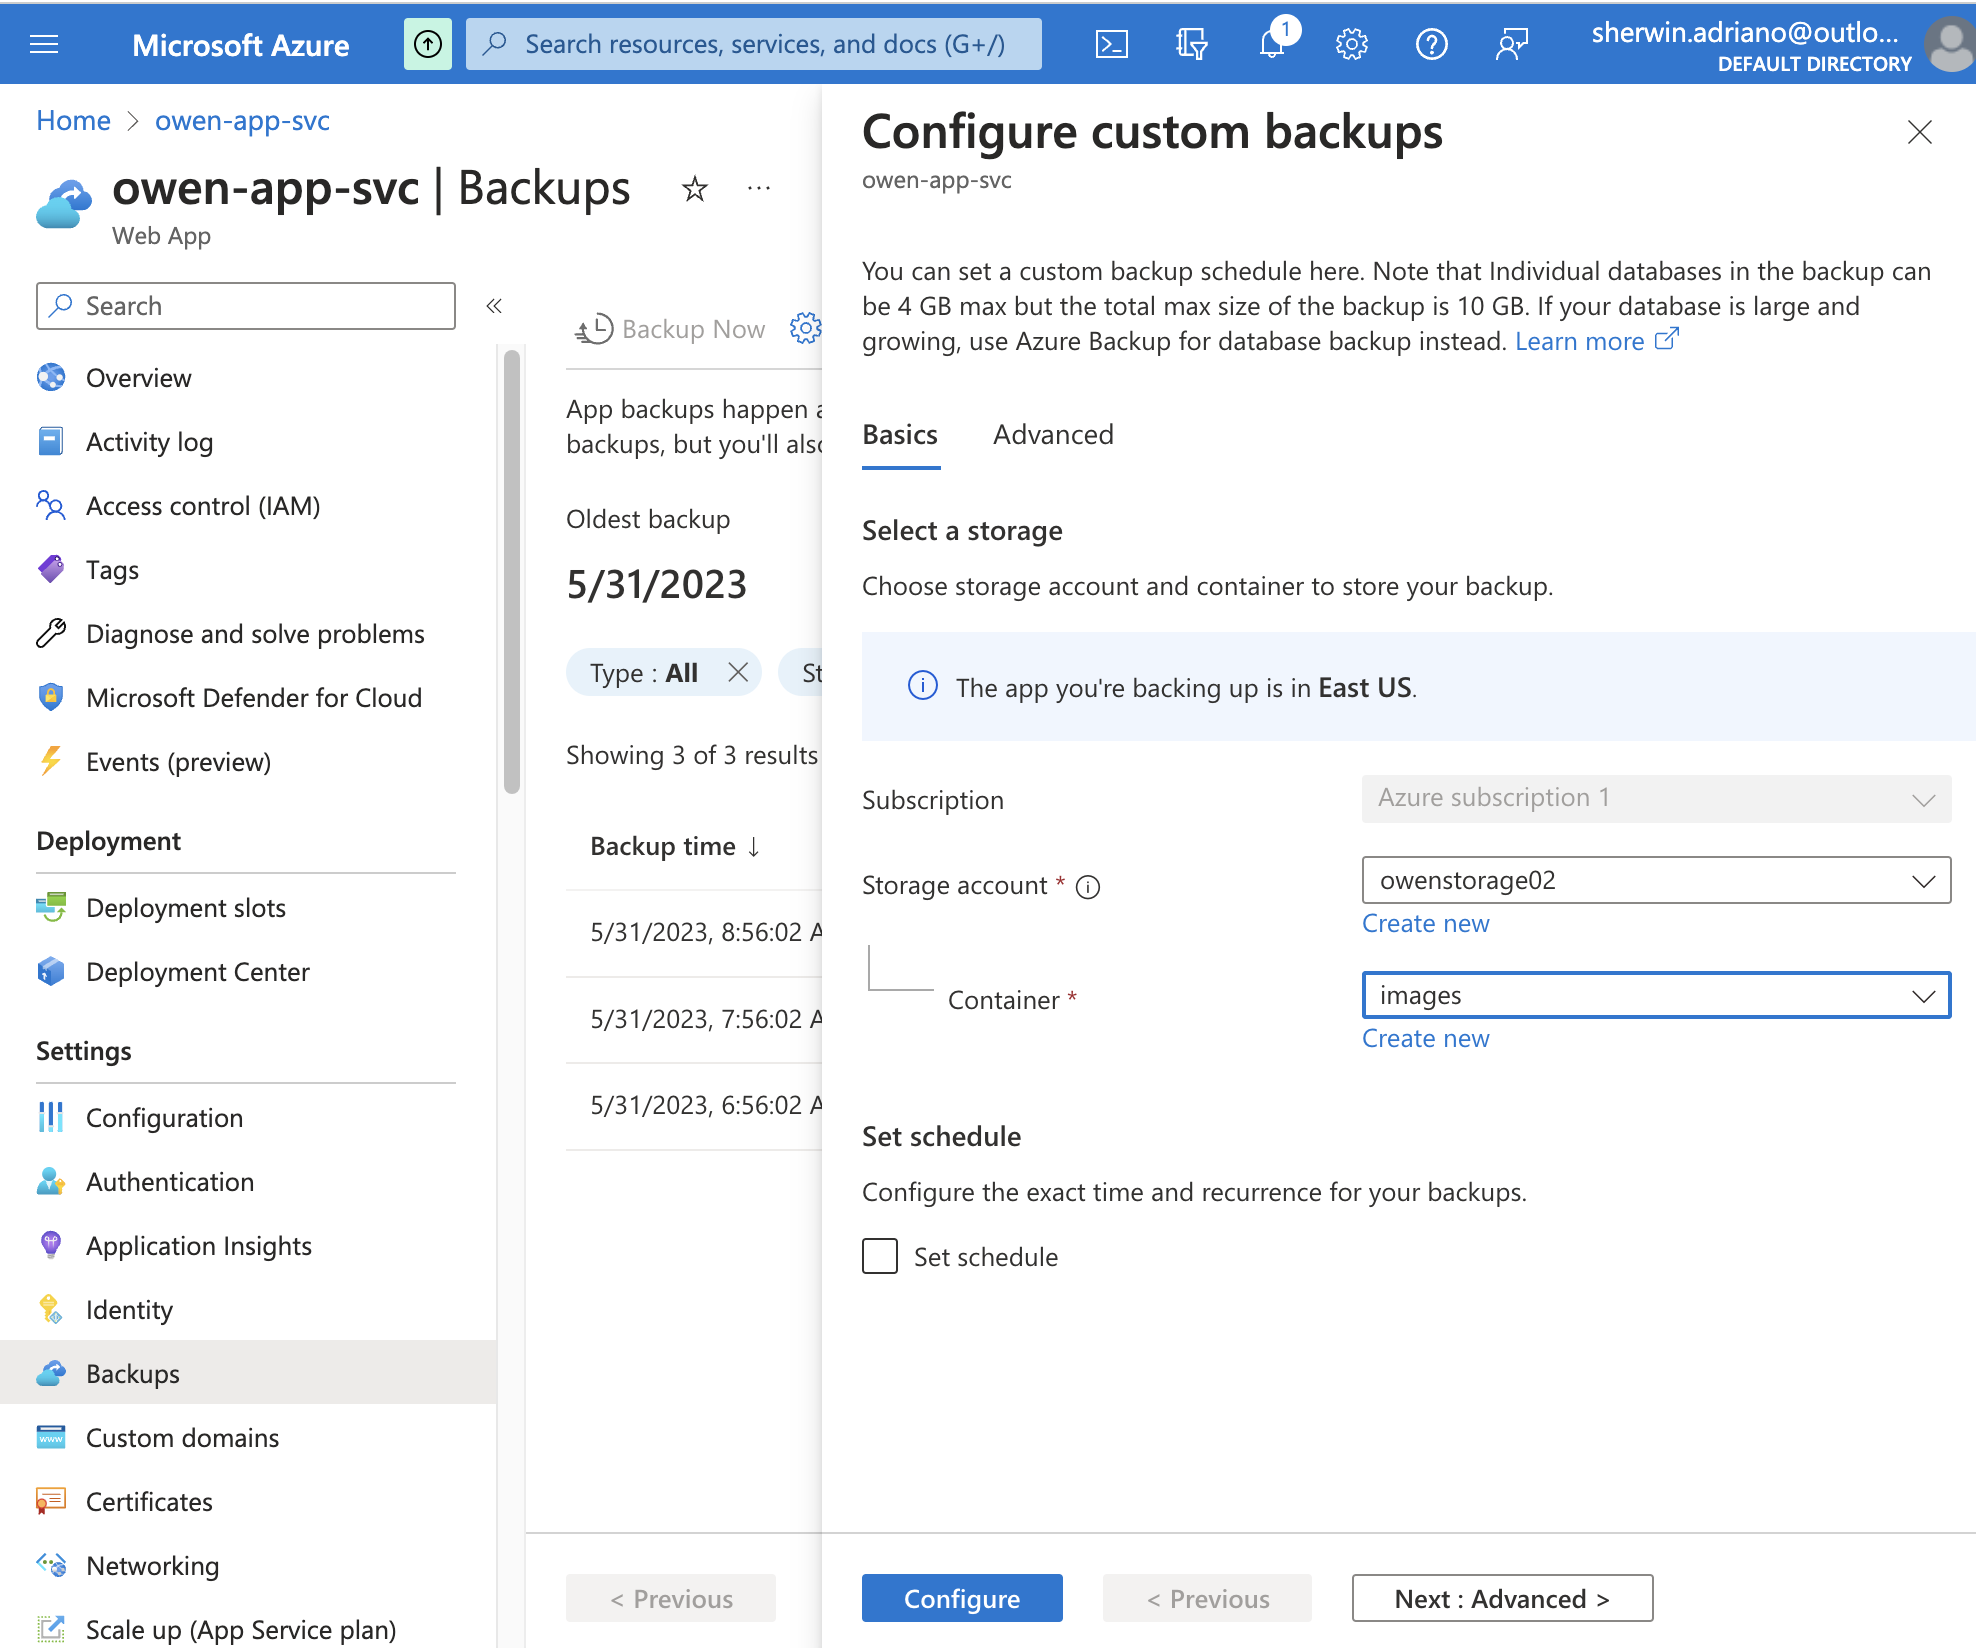 Microsoft Azure
Search resources, services, and docs (G+/)
1
sherwin.adriano@outlo...
DEFAULT DIRECTORY
Home > owen-app-svc
owen-app-svc | Backups
Web App
Search
Overview
Activity log
Access control (IAM)
Tags
Diagnose and solve problems
Microsoft Defender for Cloud
Events (preview)
Deployment
Deployment slots
Deployment Center
Settings
Configuration
Authentication
Application Insights
Identity
Backups
Custom domains
Certificates
Networking
Scale up (App Service plan)
Backup Now
App backups happen a
backups, but you'll also
Oldest backup
5/31/2023
Type : All
St
Showing 3 of 3 results
Backup time ↓
5/31/2023, 8:56:02 A
5/31/2023, 7:56:02 A
5/31/2023, 6:56:02 A
< Previous
Configure custom backups
owen-app-svc
You can set a custom backup schedule here. Note that Individual databases in the backup can
be 4 GB max but the total max size of the backup is 10 GB. If your database is large and
growing, use Azure Backup for database backup instead. Learn more
Basics Advanced
Select a storage
Choose storage account and container to store your backup.
The app you're backing up is in East US.
Subscription
Azure subscription 1
Storage account *
owenstorage02
Create new
Container *
images
Create new
Set schedule
Configure the exact time and recurrence for your backups.
Set schedule
Configure
< Previous
Next : Advanced >